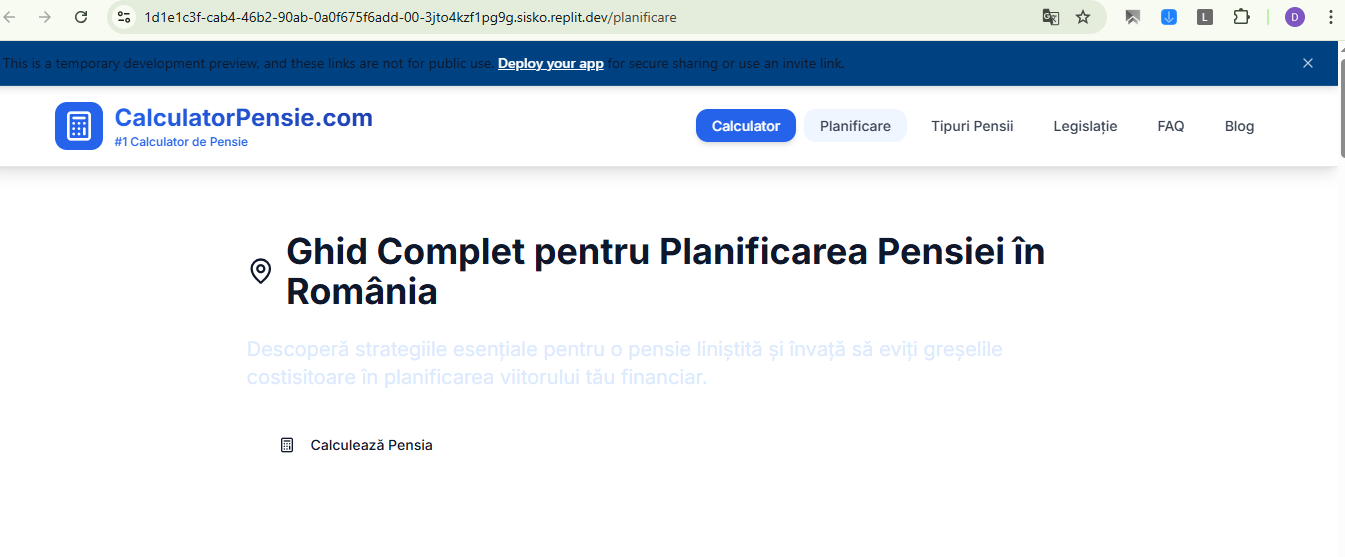 1d1e1c3f-cab4-46b2-90ab-0a0f675f6add-00-3jto4kzf1pg9g.sisko.replit.dev/planificare
L
D
This is a temporary development preview, and these links are not for public use. Deploy your app for secure sharing or use an invite link.
CalculatorPensie.com
#1 Calculator de Pensie
Calculator
Planificare
Tipuri Pensii
Legislație
FAQ
Blog
Ghid Complet pentru Planificarea Pensiei în
România
Descoperă strategiile esențiale pentru o pensie liniștită și învață să eviți greșelile
costisitoare în planificarea viitorului tău financiar.
Calculează Pensia